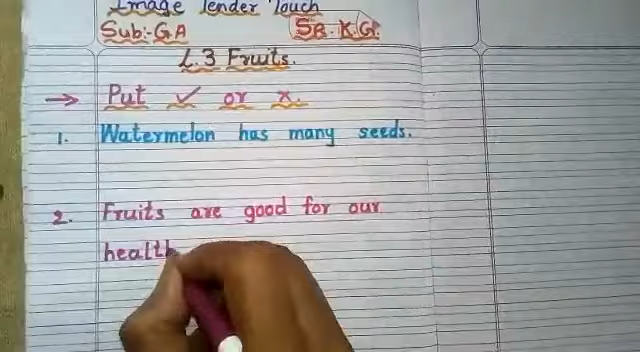 Image Tender Touch
Sub:- GA SR. K.G.
L.3 Fruits.
→ Put ✓ or ×.
1. Watermelon has many seeds.
2. Fruits are good for our
health